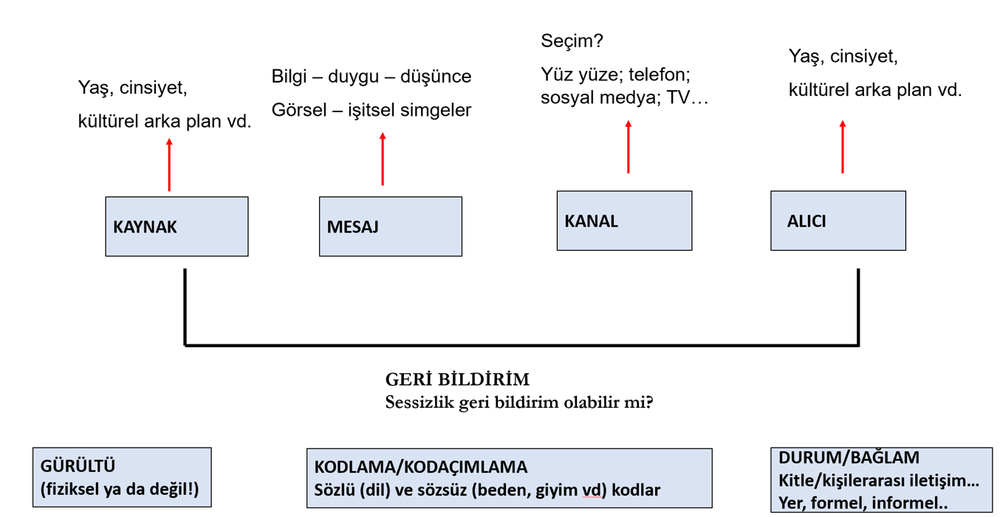 Yaş, cinsiyet,
kültürel arka plan vd.
Bilgi – duygu – düşünce
Görsel – işitsel simgeler
Seçim?
Yüz yüze; telefon;
sosyal medya; TV…
Yaş, cinsiyet,
kültürel arka plan vd.
KAYNAK
MESAJ
KANAL
ALICI
GERİ BİLDİRİM
Sessizlik geri bildirim olabilir mi?
GÜRÜLTÜ
(fiziksel ya da değil!)
KODLAMA/KODAÇIMLAMA
Sözlü (dil) ve sözsüz (beden, giyim vd) kodlar
DURUM/BAĞLAM
Kitle/kişilerarası iletişim…
Yer, formel, informel..